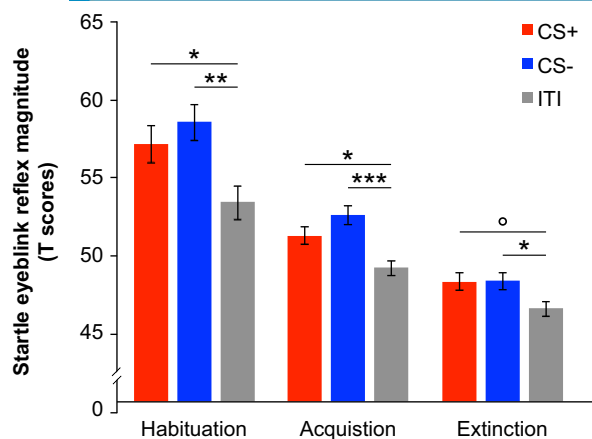 65
60
55
50
45
0
Startle eyeblink reflex magnitude
(T scores)
CS+
CS-
ITI
*
**
*
***
°
*
Habituation
Acquistion
Extinction